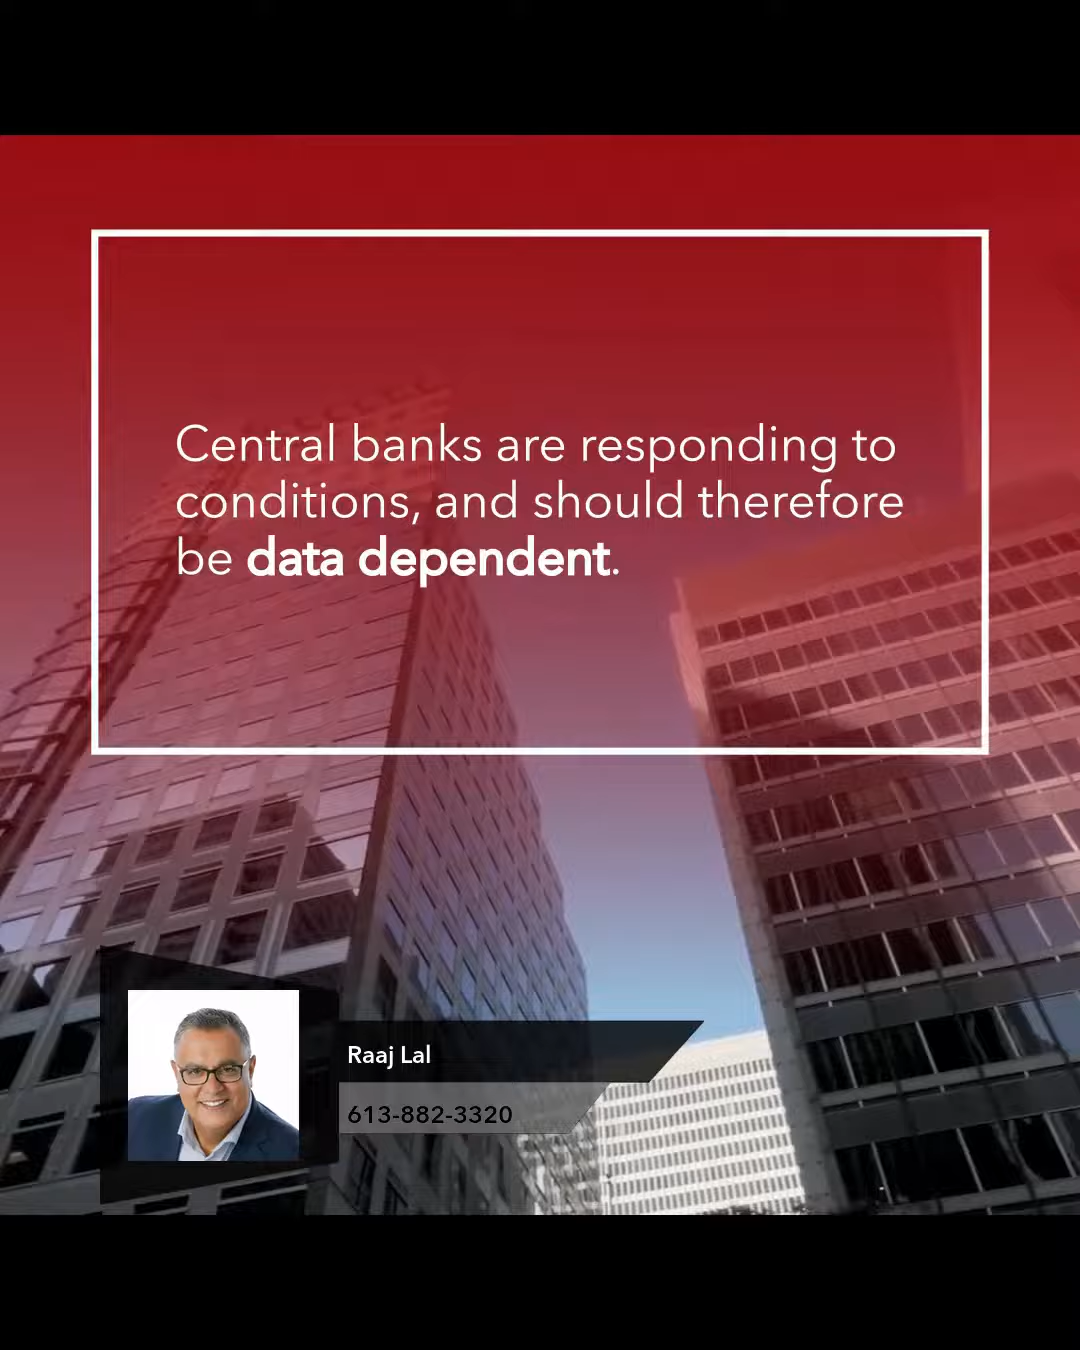 Central banks are responding to
conditions, and should therefore
be data dependent.
Raaj Lal
613-882-3320